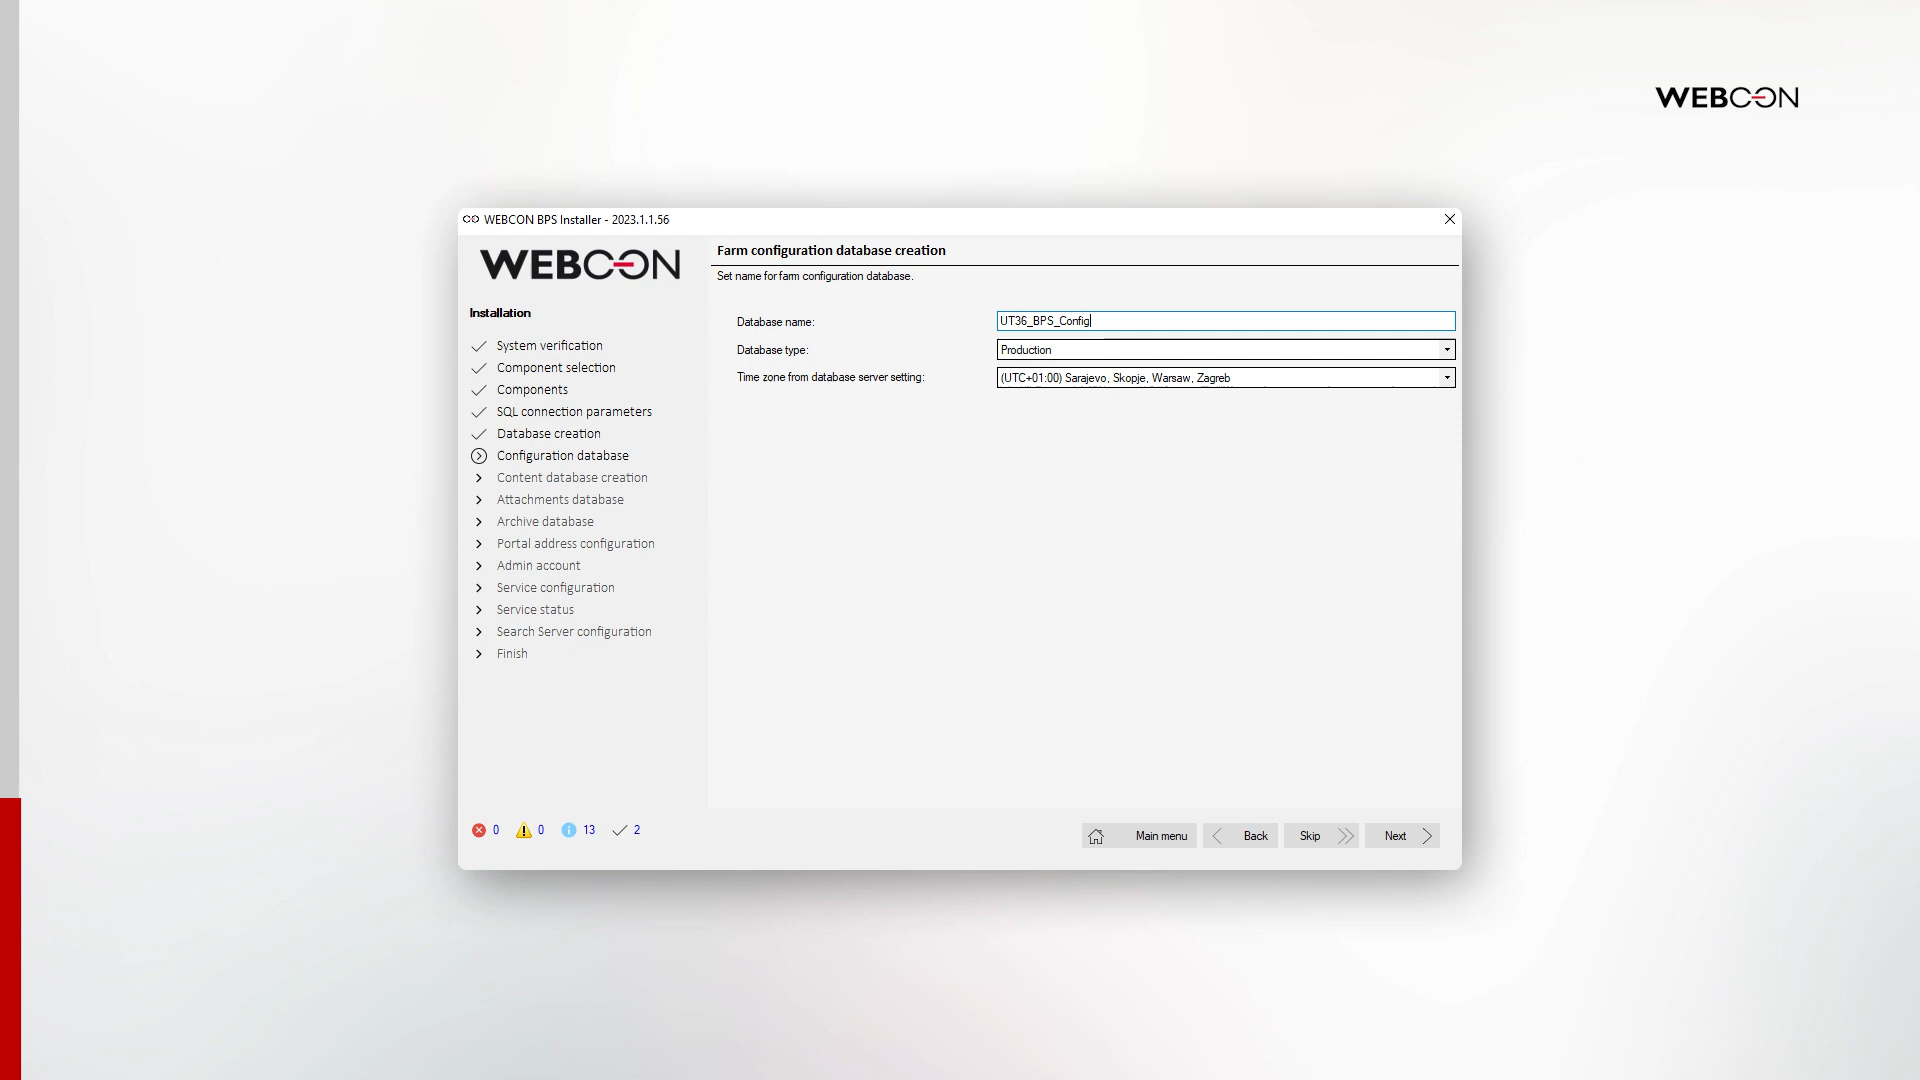 WEBCON
WEBCON BPS Installer - 2023.1.1.56
WEBCON
Installation
System verification
Component selection
Components
SQL connection parameters
Database creation
Configuration database
Content database creation
Attachments database
Archive database
Portal address configuration
Admin account
Service configuration
Service status
Search Server configuration
Finish
Farm configuration database creation
Set name for farm configuration database.
Database name: UT36_BPS_Config
Database type: Production
Time zone from database server setting: (UTC+01:00) Sarajevo, Skopje, Warsaw, Zagreb
0 0 13 2
Main menu Back Skip Next